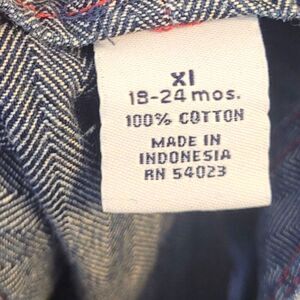 xl
18-24 mos.
100% COTTON
MADE IN
INDONESIA
RN 54023